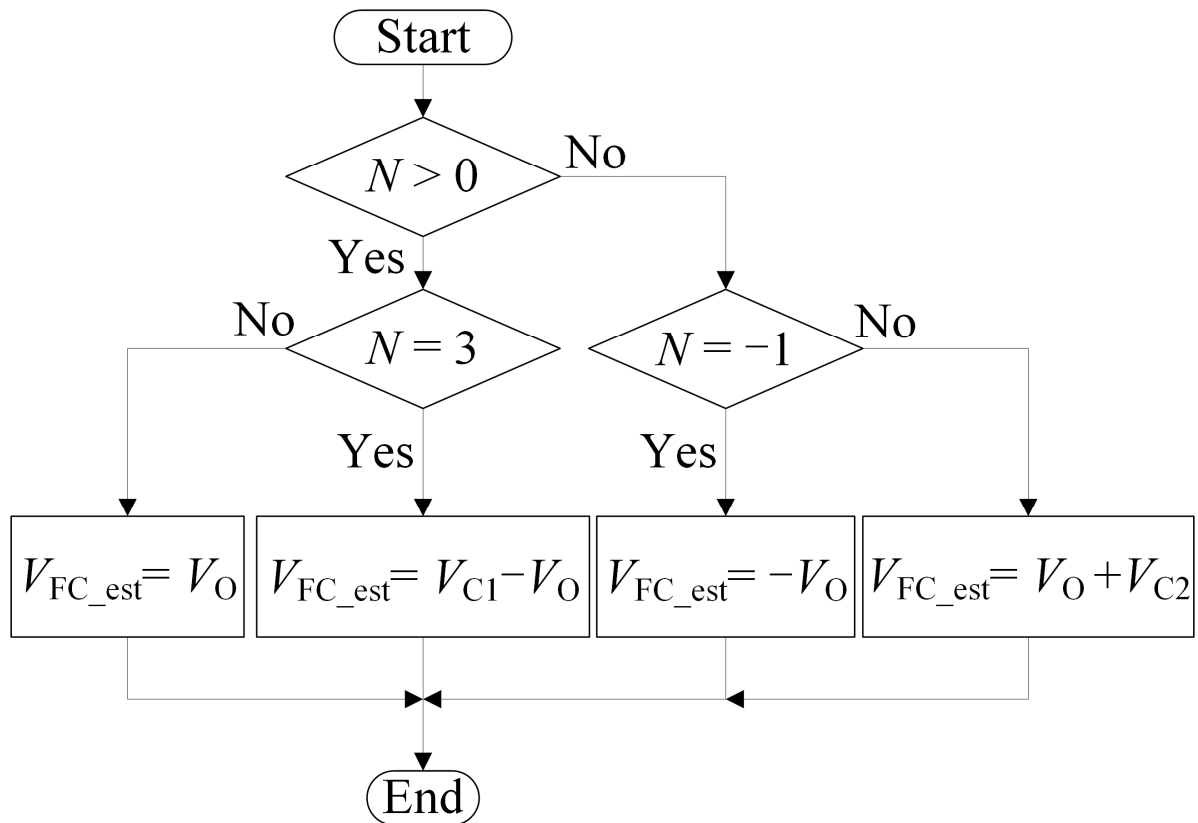 Start
N > 0
No
Yes
No
N = 3
N = −1
No
Yes
Yes
V_FC_est = V_O
V_FC_est = V_C1 − V_O
V_FC_est = −V_O
V_FC_est = V_O + V_C2
End